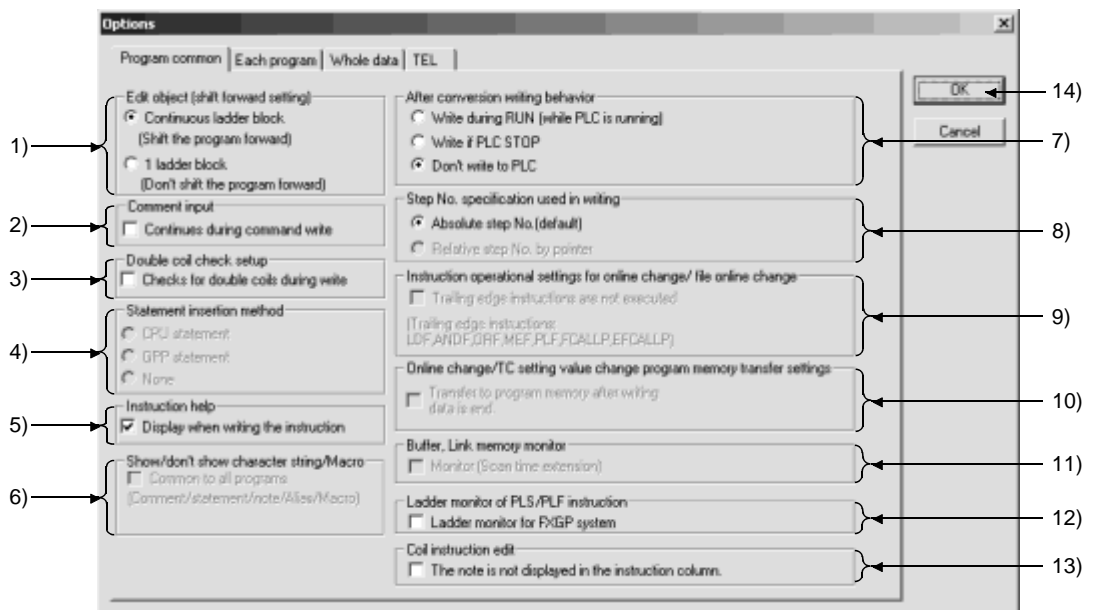 Options
Program common
Each program
Whole data
TEL
OK
Cancel
1)
Edit object (shift forward setting)
Continuous ladder block
(Shift the program forward)
1 ladder block
(Don't shift the program forward)
2)
Comment input
Continues during command write
3)
Double coil check setup
Checks for double coils during write
4)
Statement insertion method
CPU statement
GPP statement
None
5)
Instruction help
Display when writing the instruction
6)
Show/don't show character string/Macro
Common to all programs
(Comment/statement/note/Alias/Macro)
After conversion writing behavior
Write during RUN (while PLC is running)
Write if PLC STOP
Don't write to PLC
7)
Step No. specification used in writing
Absolute step No.(default)
Relative step No. by pointer
8)
Instruction operational settings for online change/ file online change
Trailing edge instructions are not executed
(Trailing edge instructions:
LDF,ANDF,ORF,MEF,PLF,FCALLP,EFCALLP)
9)
Online change/TC setting value change program memory transfer settings
Transfer to program memory after writing
data is end.
10)
Buffer, Link memory monitor
Monitor (Scan time extension)
11)
Ladder monitor of PLS/PLF instruction
Ladder monitor for FXGP system
12)
Coil instruction edit
The note is not displayed in the instruction column.
13)
14)